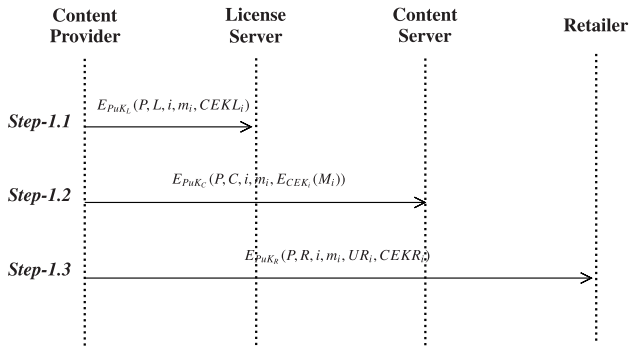 Content Provider
License Server
Content Server
Retailer
Step-1.1
E_{PuK_L}(P, L, i, m_i, CEKL_i)
Step-1.2
E_{PuK_C}(P, C, i, m_i, E_{CEK_i}(M_i))
Step-1.3
E_{PuK_R}(P, R, i, m_i, UR_i, CEKR_i)